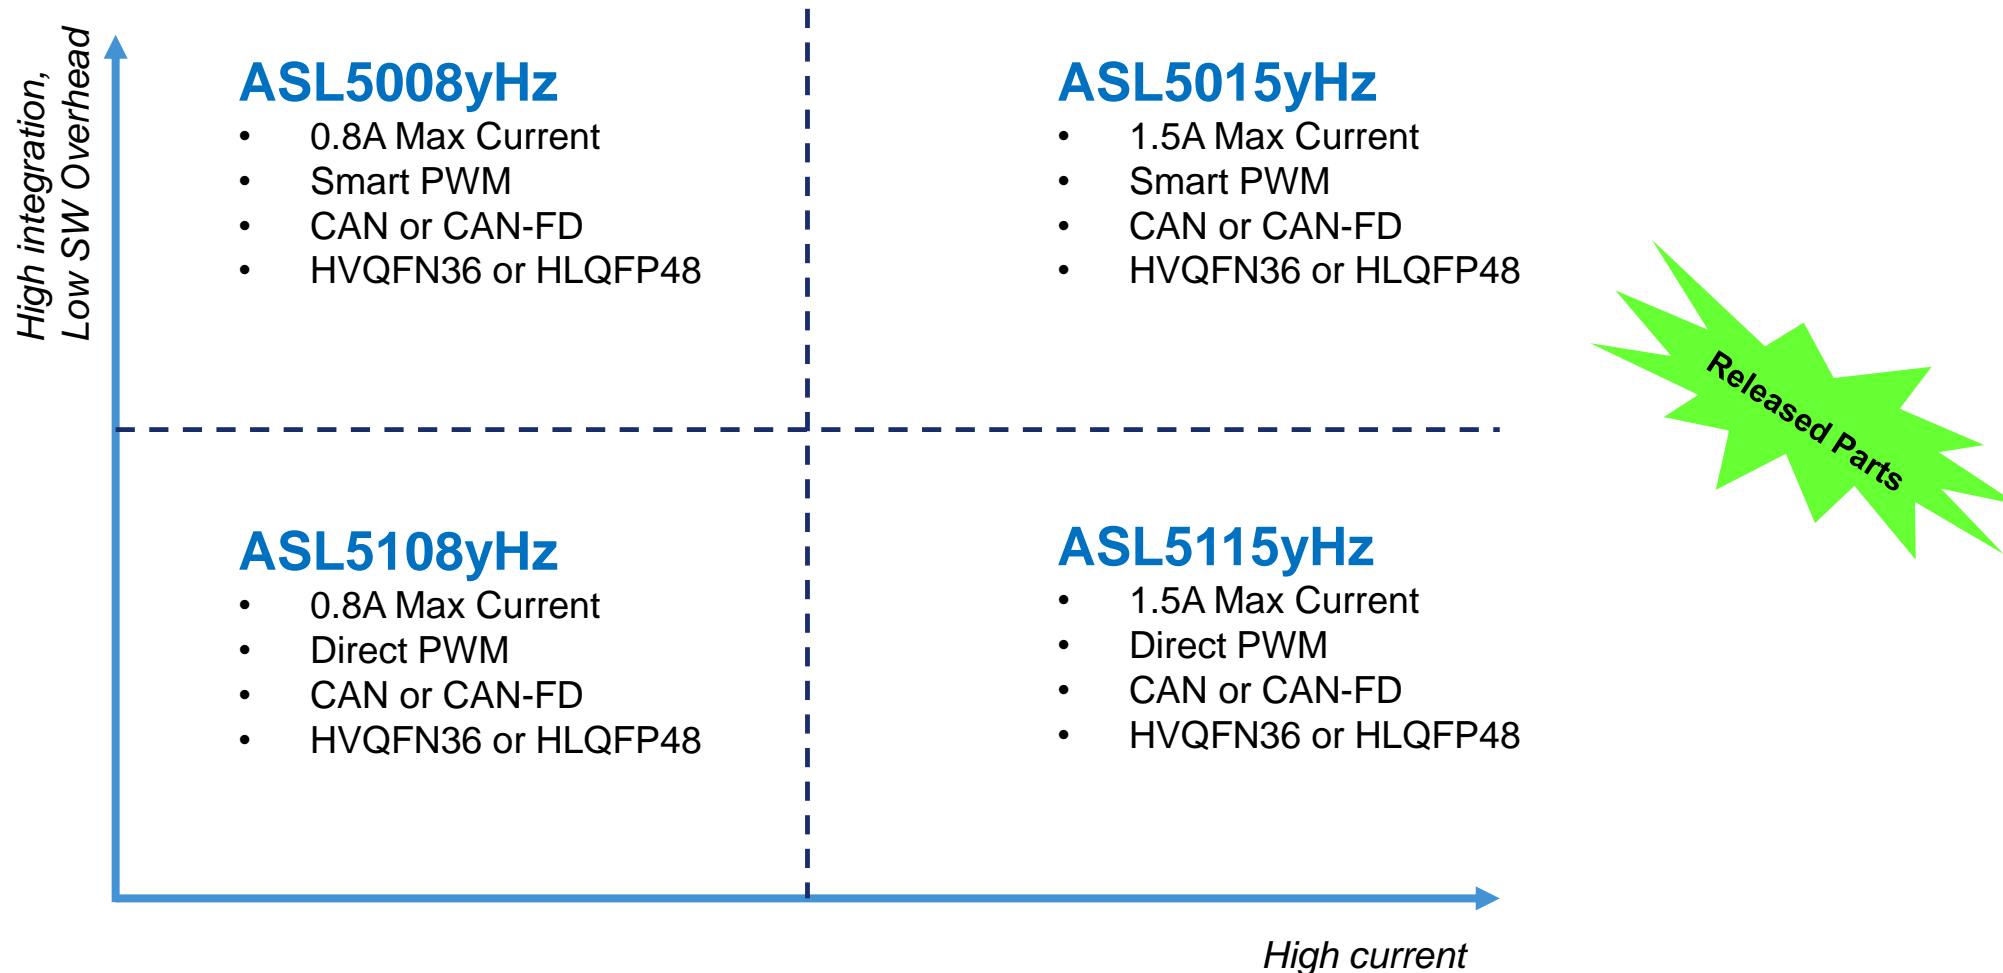 High integration,
Low SW Overhead
ASL5008yHz
• 0.8A Max Current
• Smart PWM
• CAN or CAN-FD
• HVQFN36 or HLQFP48
ASL5015yHz
• 1.5A Max Current
• Smart PWM
• CAN or CAN-FD
• HVQFN36 or HLQFP48
Released Parts
ASL5108yHz
• 0.8A Max Current
• Direct PWM
• CAN or CAN-FD
• HVQFN36 or HLQFP48
ASL5115yHz
• 1.5A Max Current
• Direct PWM
• CAN or CAN-FD
• HVQFN36 or HLQFP48
High current